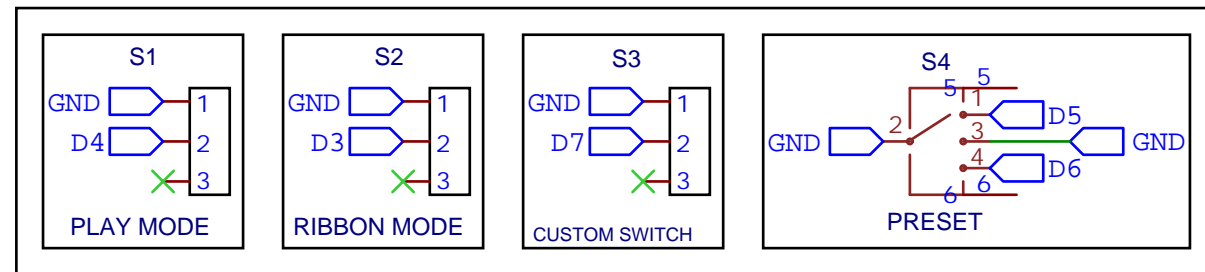 S1
GND 1
D4 2
3
PLAY MODE
S2
GND 1
D3 2
3
RIBBON MODE
S3
GND 1
D7 2
3
CUSTOM SWITCH
S4
5 5
1 D5
GND 2 3 GND
4 D6
6 6
PRESET